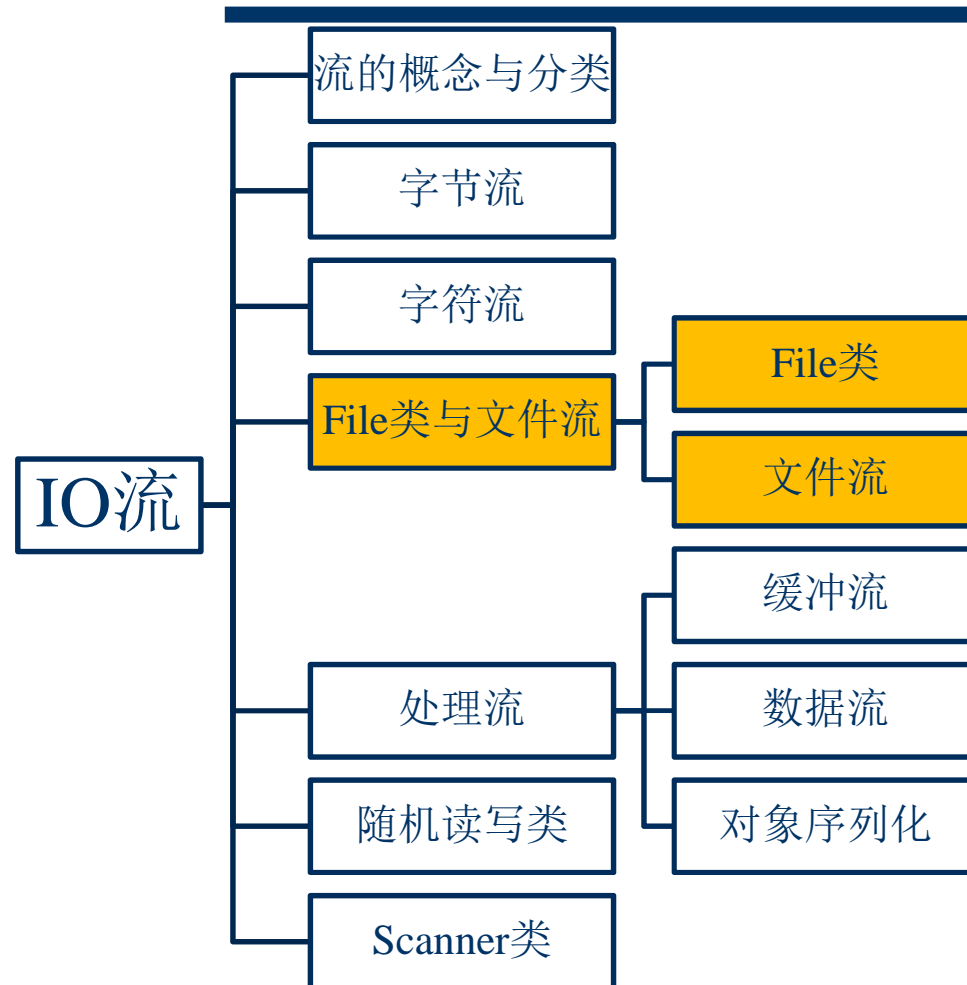 IO流
流的概念与分类
字节流
字符流
File类与文件流
File类
文件流
处理流
缓冲流
数据流
对象序列化
随机读写类
Scanner类